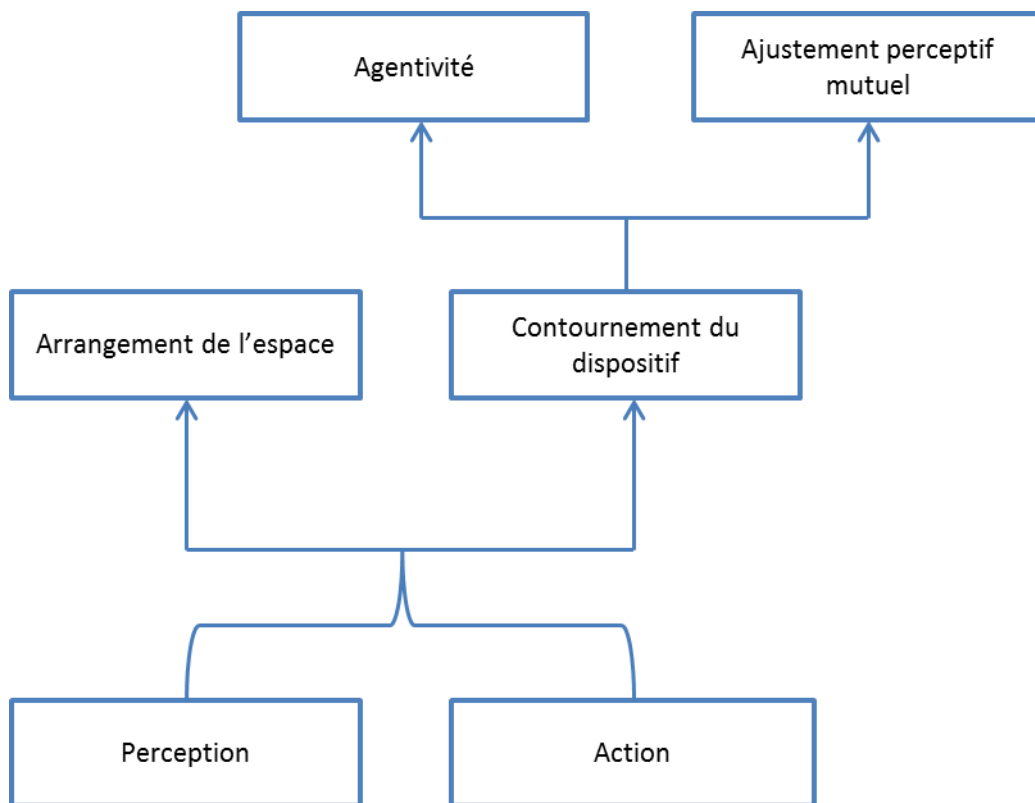 Agentivité
Ajustement perceptif
mutuel
Arrangement de l’espace
Contournement du
dispositif
Perception
Action